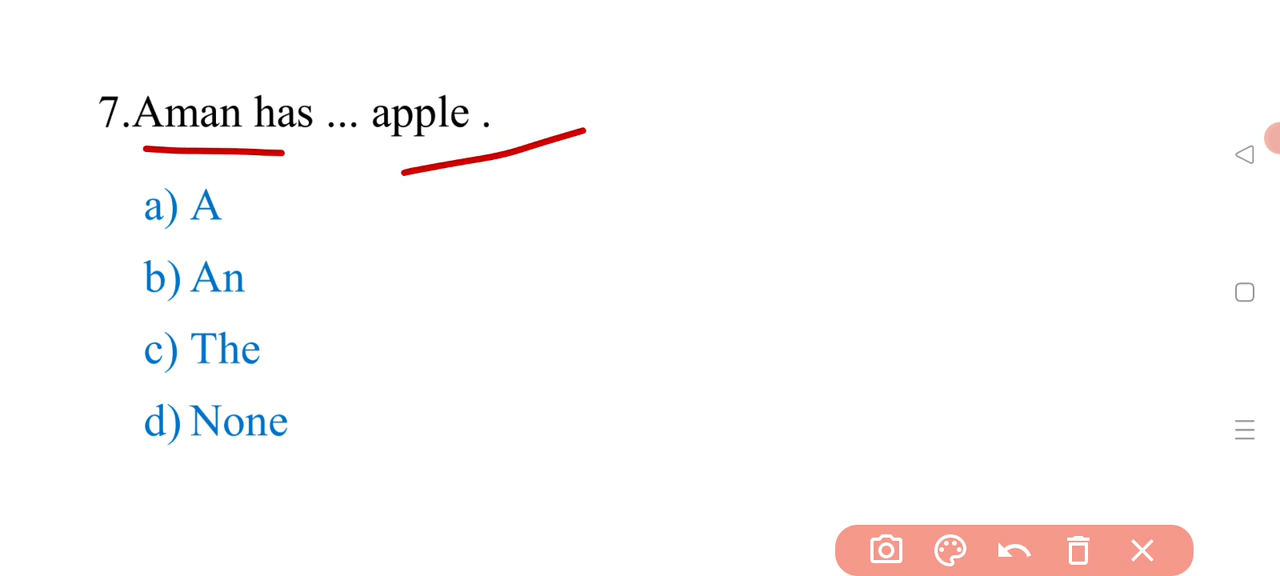 7.Aman has ... apple .
a) A
b) An
c) The
d) None